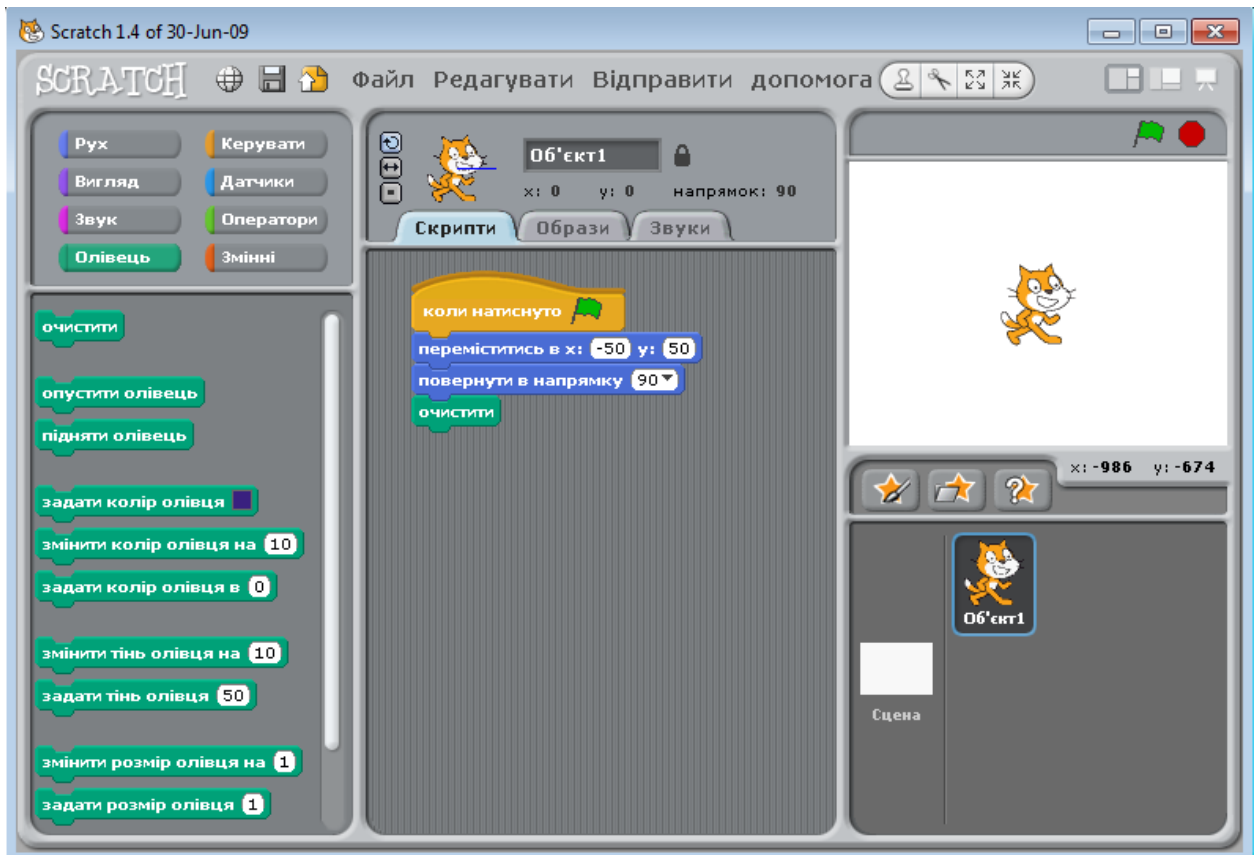 Scratch 1.4 of 30-Jun-09
SCRATCH Файл Редагувати Відправити допомога
Рух Керувати
Вигляд Датчики
Звук Оператори
Олівець Змінні
очистити
опустити олівець
підняти олівець
задати колір олівця
змінити колір олівця на 10
задати колір олівця в 0
змінити тінь олівця на 10
задати тінь олівця 50
змінити розмір олівця на 1
задати розмір олівця 1
Об'єкт1
x: 0 y: 0 напрямок: 90
Скрипти Образи Звуки
коли натиснуто
переміститись в x: -50 y: 50
повернути в напрямку 90
очистити
x: -986 y: -674
Об'єкт1
Сцена